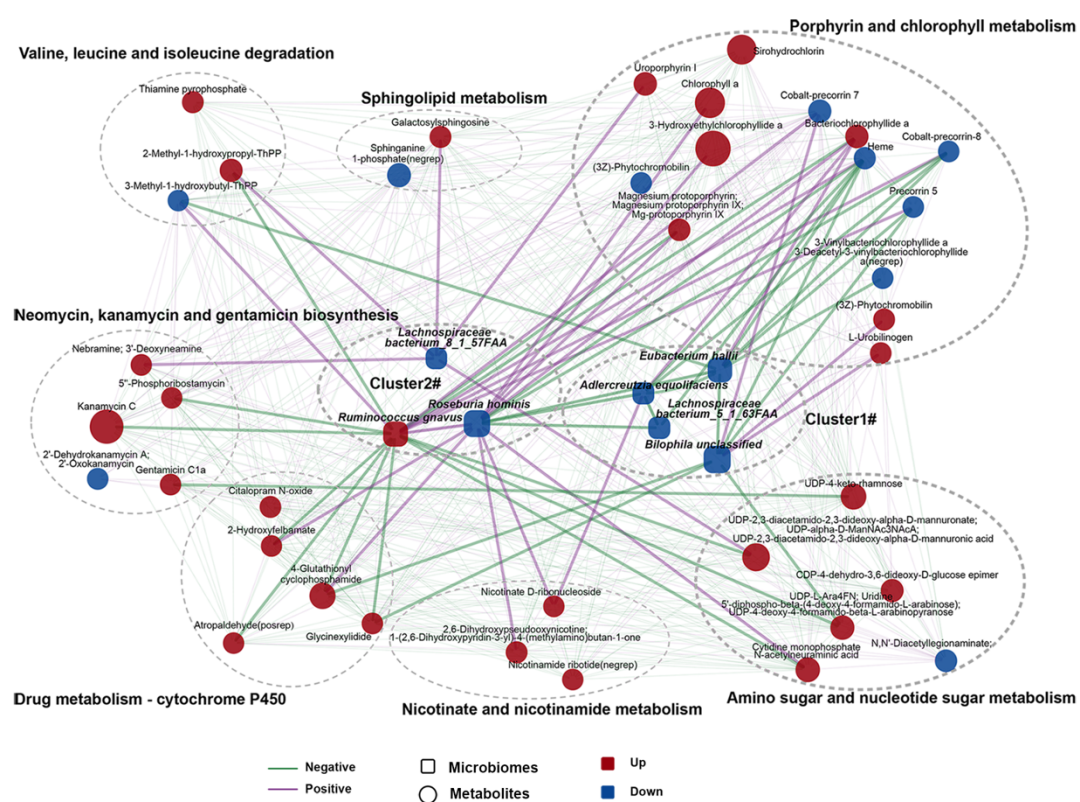 Porphyrin and chlorophyll metabolism
Valine, leucine and isoleucine degradation
Sirohydrochlorin
Uroporphyrin I
Thiamine pyrophosphate
Chlorophyll a
Cobalt-precorrin 7
Sphingolipid metabolism
Galactosylsphingosine
3-Hydroxyethylchlorophyllide a
Bacteriochlorophyllide a
Cobalt-precorrin-8
Heme
2-Methyl-1-hydroxypropyl-ThPP
Sphinganine
1-phosphate(negrep)
(3Z)-Phytochromobilin
3-Methyl-1-hydroxybutyl-ThPP
Magnesium protoporphyrin;
Magnesium protoporphyrin IX;
Mg-protoporphyrin IX
Precorrin 5
3-Vinylbacteriochlorophyllide a
3-Deacetyl-3-vinylbacteriochlorophyllide
a(negrep)
(3Z)-Phytochromobilin
L-Urobilinogen
Neomycin, kanamycin and gentamicin biosynthesis
Nebramine; 3'-Deoxyneamine
5''-Phosphoribostamycin
Kanamycin C
2'-Dehydrokanamycin A;
2'-Oxokanamycin
Gentamicin C1a
Lachnospiraceae
bacterium_8_1_57FAA
Cluster2#
Roseburia hominis
Ruminococcus gnavus
Eubacterium hallii
Adlercreutzia equolifaciens
Lachnospiraceae
bacterium_5_1_63FAA
Cluster1#
Bilophila unclassified
Citalopram N-oxide
2-Hydroxyfelbamate
4-Glutathionyl
cyclophosphamide
Atropaldehyde(posrep)
Glycinexylidide
Drug metabolism - cytochrome P450
Nicotinate D-ribonucleoside
2,6-Dihydroxypseudooxynicotine;
1-(2,6-Dihydroxypyridin-3-yl)-4-(methylamino)butan-1-one
Nicotinamide ribotide(negrep)
Nicotinate and nicotinamide metabolism
UDP-4-keto-rhamnose
UDP-2,3-diacetamido-2,3-dideoxy-alpha-D-mannuronate;
UDP-alpha-D-ManNAc3NAcA;
UDP-2,3-diacetamido-2,3-dideoxy-alpha-D-mannuronic acid
CDP-4-dehydro-3,6-dideoxy-D-glucose epimer
UDP-L-Ara4FN; Uridine
5'-diphospho-beta-(4-deoxy-4-formamido-L-arabinose);
UDP-4-deoxy-4-formamido-beta-L-arabinopyranose
Cytidine monophosphate
N-acetylneuraminic acid
N,N'-Diacetyllegionaminate;
Amino sugar and nucleotide sugar metabolism
Negative
Positive
Microbiomes
Metabolites
Up
Down